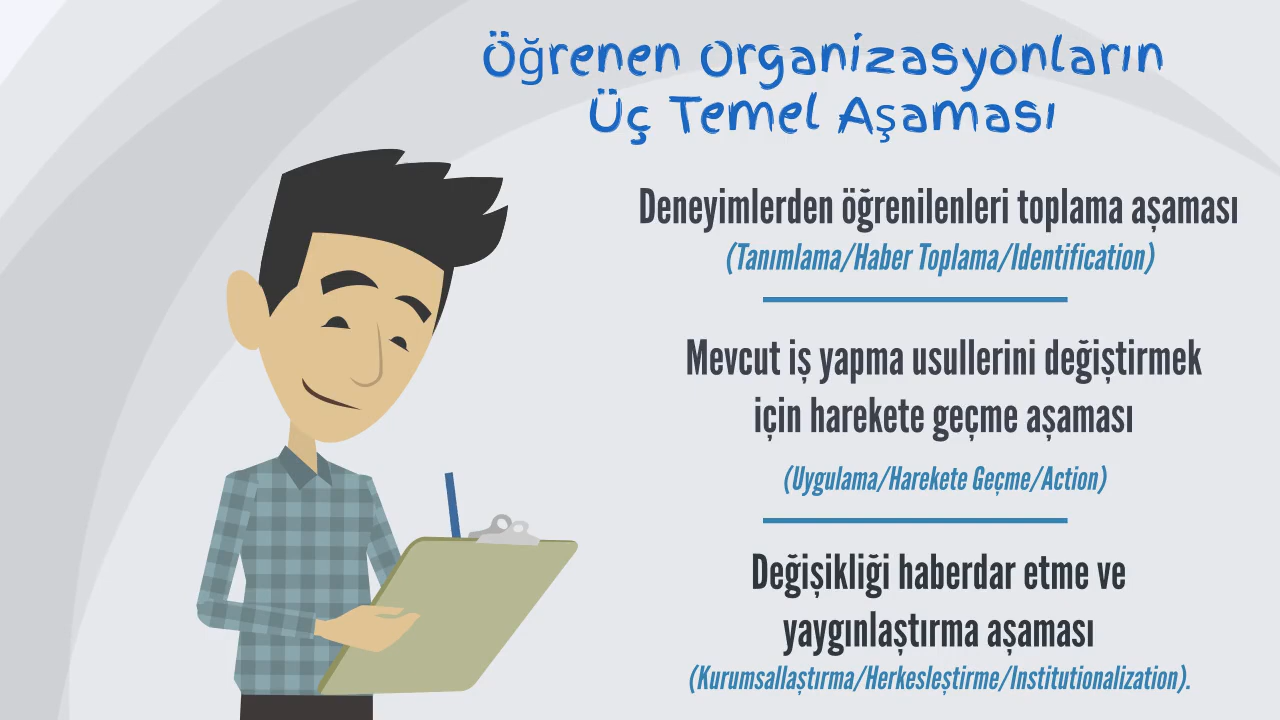 Öğrenen Organizasyonların
Üç Temel Aşaması
Deneyimlerden öğrenilenleri toplama aşaması
(Tanımlama/Haber Toplama/Identification)
Mevcut iş yapma usullerini değiştirmek
için harekete geçme aşaması
(Uygulama/Harekete Geçme/Action)
Değişikliği haberdar etme ve
yaygınlaştırma aşaması
(Kurumsallaştırma/Herkesleştirme/Institutionalization).